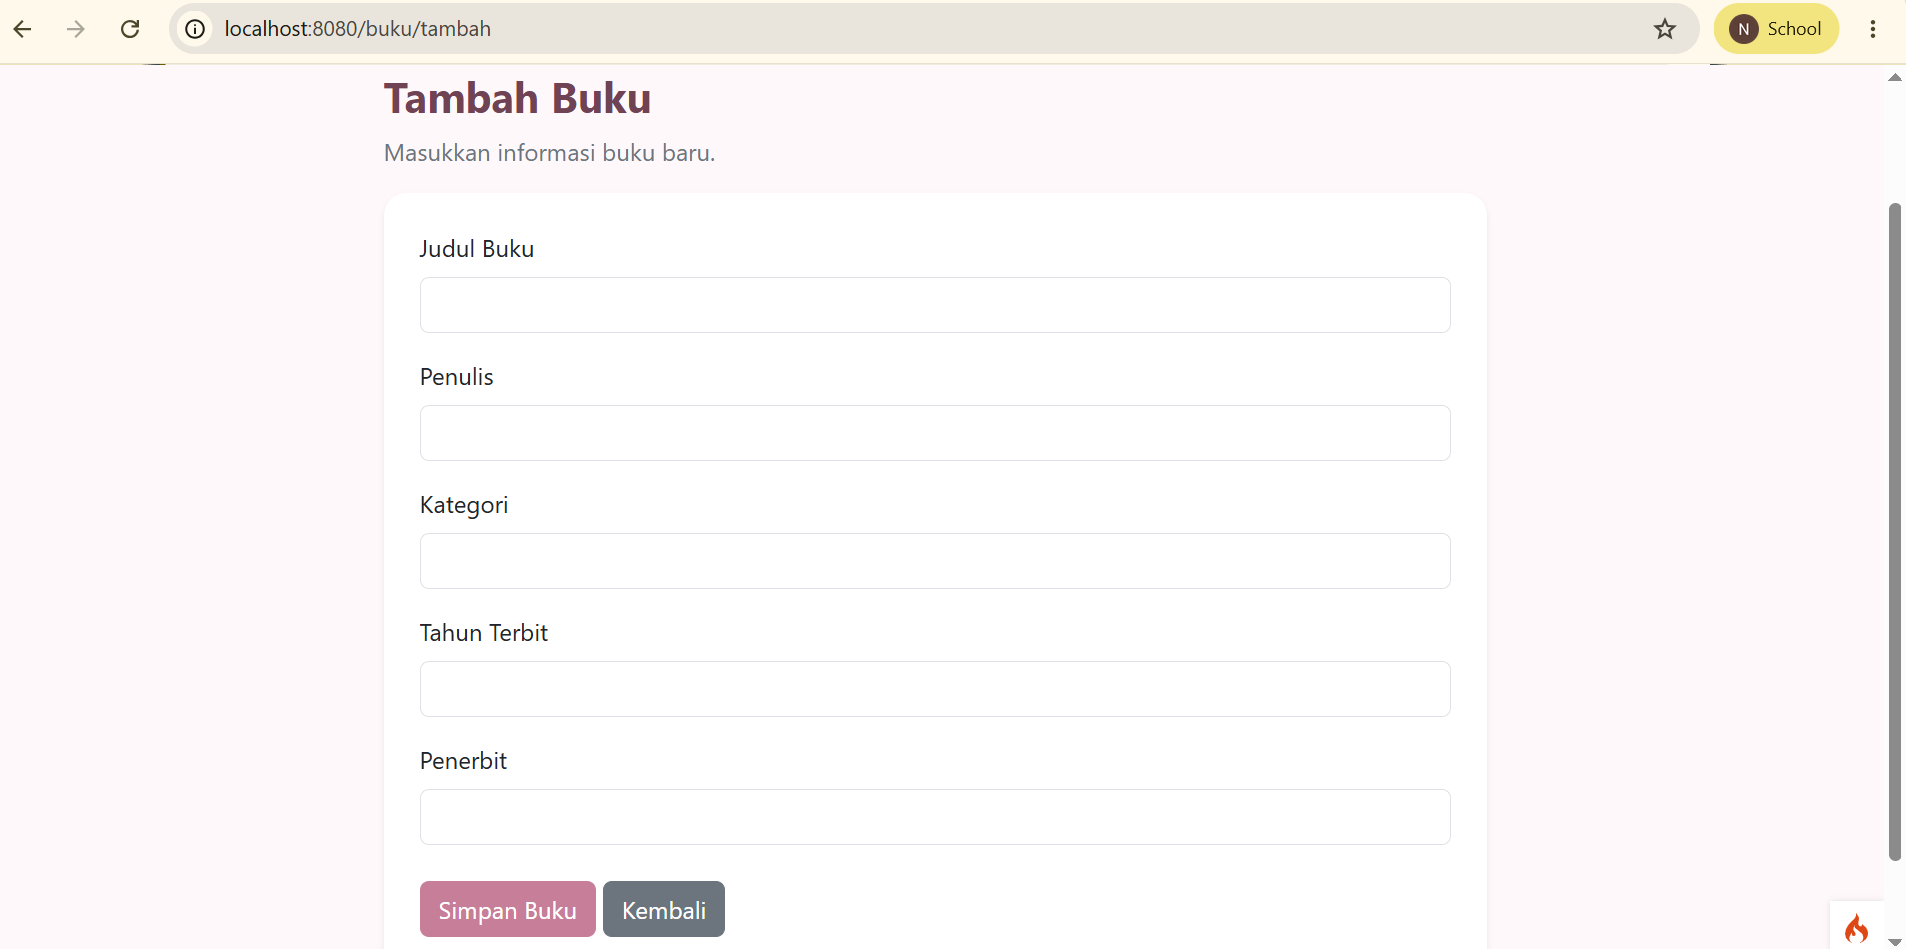 localhost:8080/buku/tambah
N School
Tambah Buku
Masukkan informasi buku baru.
Judul Buku
Penulis
Kategori
Tahun Terbit
Penerbit
Simpan Buku Kembali